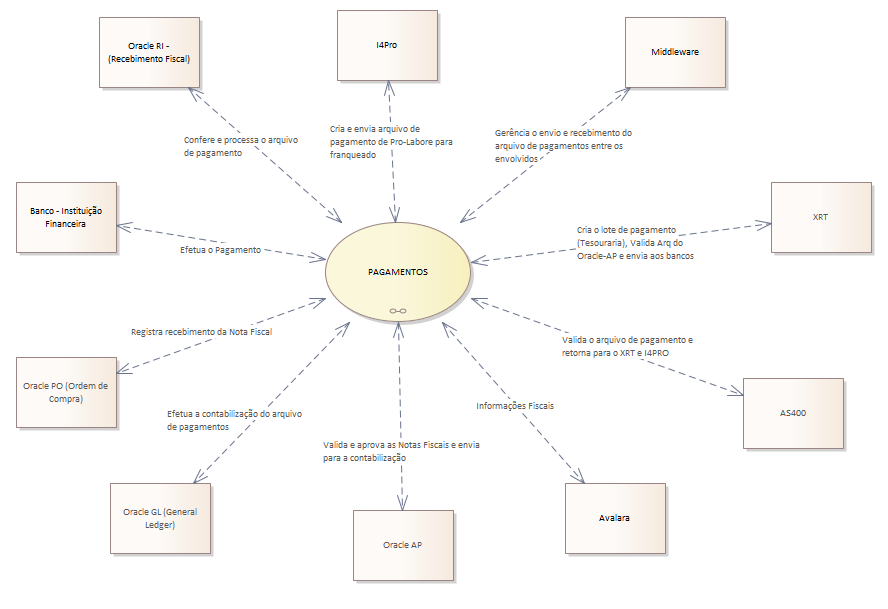 Oracle RI -
(Recebimento Fiscal)
I4Pro
Middleware
Confere e processa o arquivo
de pagamento
Cria e envia arquivo de
pagamento de Pro-Labore para
franqueado
Gerência o envio e recebimento do
arquivo de pagamentos entre os
envolvidos
Banco - Instituição
Financeira
Efetua o Pagamento
PAGAMENTOS
Cria o lote de pagamento
(Tesouraria), Valida Arq do
Oracle-AP e envia aos bancos
XRT
Registra recebimento da Nota Fiscal
Valida o arquivo de pagamento e
retorna para o XRT e I4PRO
Oracle PO (Ordem de
Compra)
AS400
Efetua a contabilização do arquivo
de pagamentos
Informações Fiscais
Valida e aprova as Notas Fiscais e envia
para a contabilização
Oracle GL (General
Ledger)
Oracle AP
Avalara